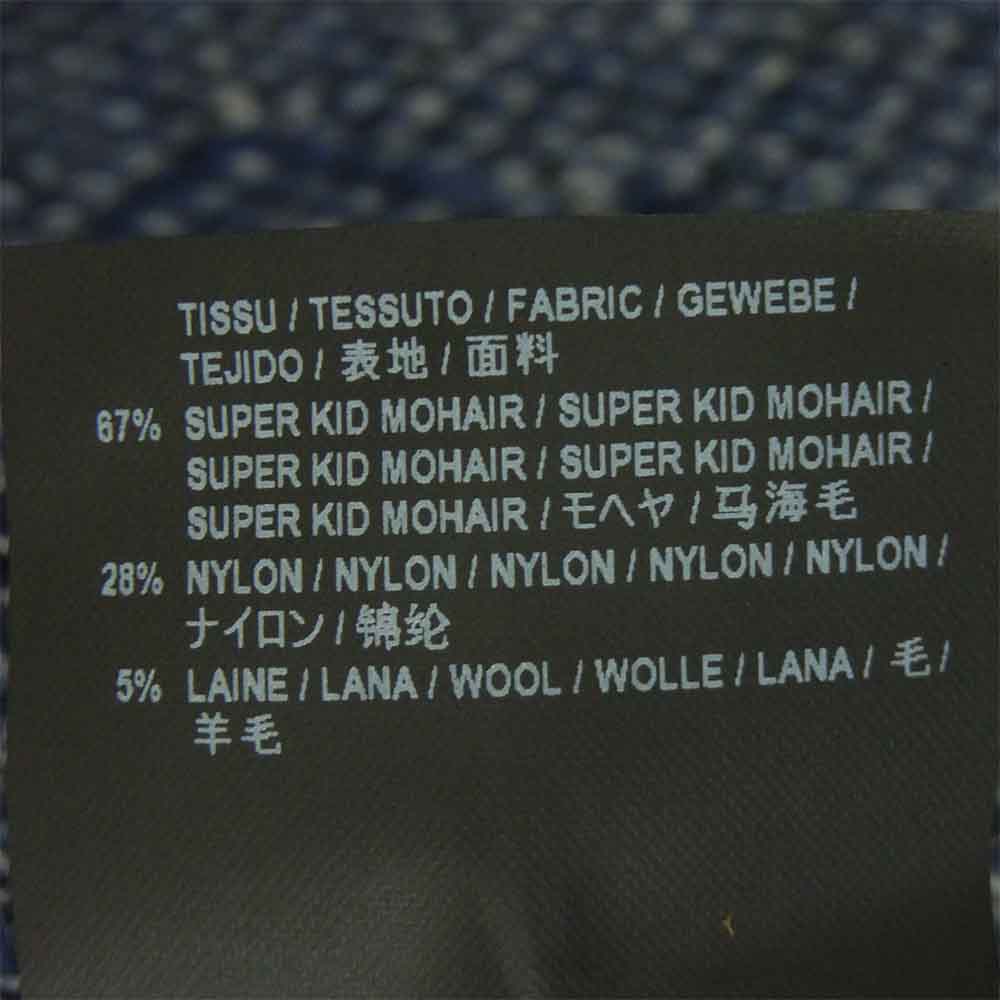 TISSU / TESSUTO / FABRIC / GEWEBE /
TEJIDO / 表地 / 面料
67% SUPER KID MOHAIR / SUPER KID MOHAIR /
SUPER KID MOHAIR / SUPER KID MOHAIR /
SUPER KID MOHAIR / モヘヤ / 马海毛
28% NYLON / NYLON / NYLON / NYLON / NYLON /
ナイロン / 锦纶
5% LAINE / LANA / WOOL / WOLLE / LANA / 毛 /
羊毛